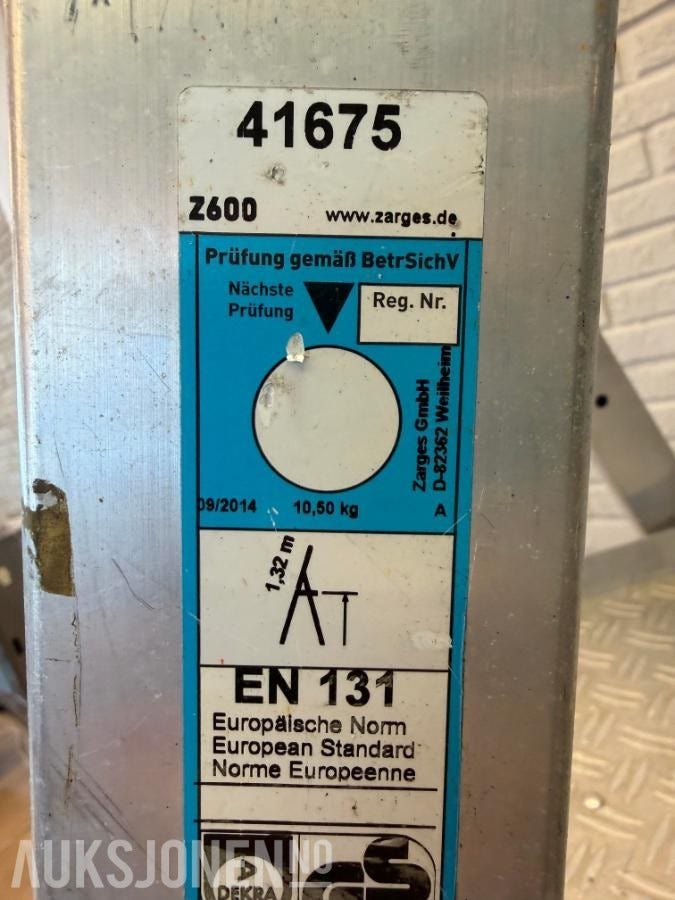 41675
Z600 www.zarges.de
Prüfung gemäß BetrSichV
Nächste
Prüfung
Reg. Nr.
Zarges GmbH
D-82362 Weilheim
09/2014 10,50 kg A
1,32 m
EN 131
Europäische Norm
European Standard
Norme Europeenne
DEKRA
AUKSJONEN.NO